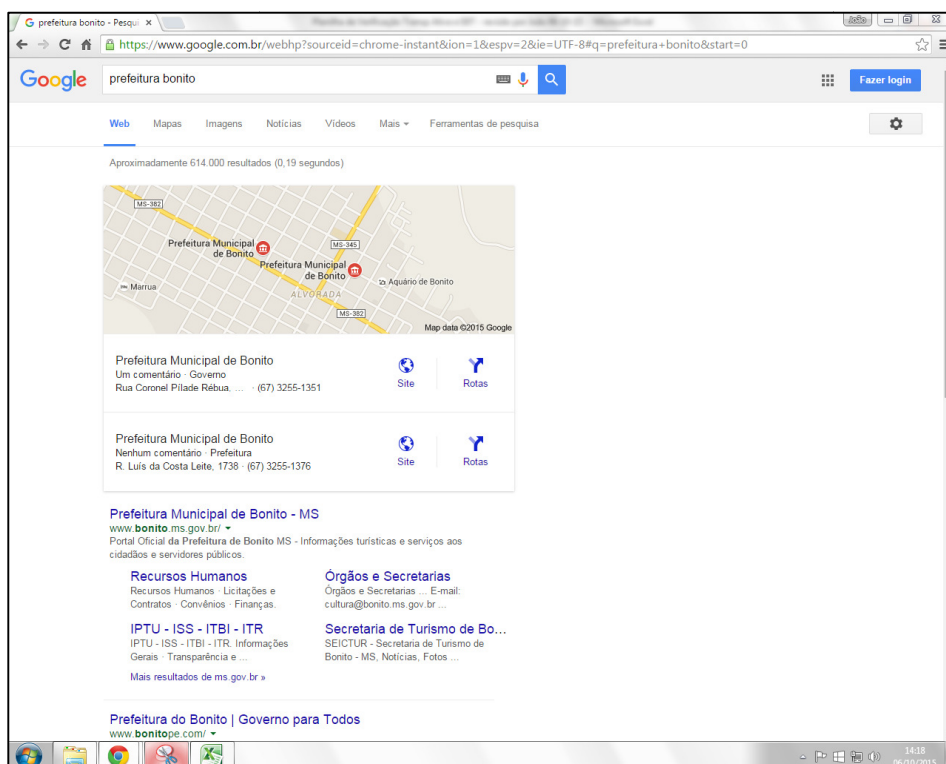 prefeitura bonito - Pesqui
João
https://www.google.com.br/webhp?sourceid=chrome-instant&ion=1&espv=2&ie=UTF-8#q=prefeitura+bonito&start=0
Google
prefeitura bonito
Fazer login
Web Mapas Imagens Notícias Vídeos Mais Ferramentas de pesquisa
Aproximadamente 614.000 resultados (0,19 segundos)
MS-382
Prefeitura Municipal
de Bonito
MS-345
Prefeitura Municipal
de Bonito
Aquário de Bonito
Marrua
ALVORADA
MS-382
Map data ©2015 Google
Prefeitura Municipal de Bonito
Um comentário · Governo
Rua Coronel Pílade Rébua, ... · (67) 3255-1351
Site Rotas
Prefeitura Municipal de Bonito
Nenhum comentário · Prefeitura
R. Luís da Costa Leite, 1738 · (67) 3255-1376
Site Rotas
Prefeitura Municipal de Bonito - MS
www.bonito.ms.gov.br/
Portal Oficial da Prefeitura de Bonito MS - Informações turísticas e serviços aos
cidadãos e servidores públicos.
Recursos Humanos
Recursos Humanos · Licitações e
Contratos · Convênios · Finanças.
Órgãos e Secretarias
Órgãos e Secretarias ... E-mail:
cultura@bonito.ms.gov.br ...
IPTU - ISS - ITBI - ITR
IPTU - ISS - ITBI - ITR. Informações
Gerais · Transparência e ...
Secretaria de Turismo de Bo...
SEICTUR - Secretaria de Turismo de
Bonito - MS, Notícias, Fotos ...
Mais resultados de ms.gov.br »
Prefeitura do Bonito | Governo para Todos
www.bonitope.com/
14:18
06/10/2015